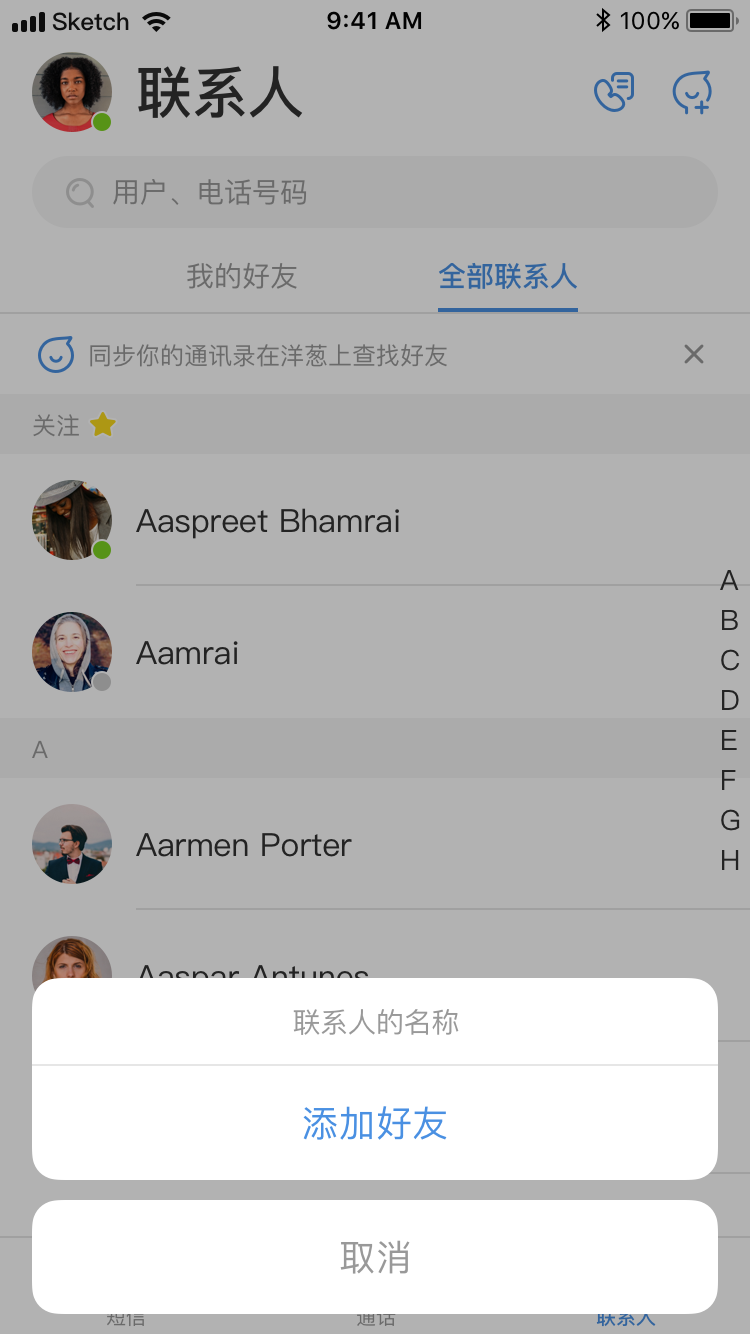 Sketch 9:41 AM 100%
联系人
用户、电话号码
我的好友 全部联系人
同步你的通讯录在洋葱上查找好友
关注
Aaspreet Bhamrai
A
B
Aamrai
C
D
E
A
F
G
Aarmen Porter
H
Aaspar Antunes
联系人的名称
添加好友
取消
短信 通话 联系人